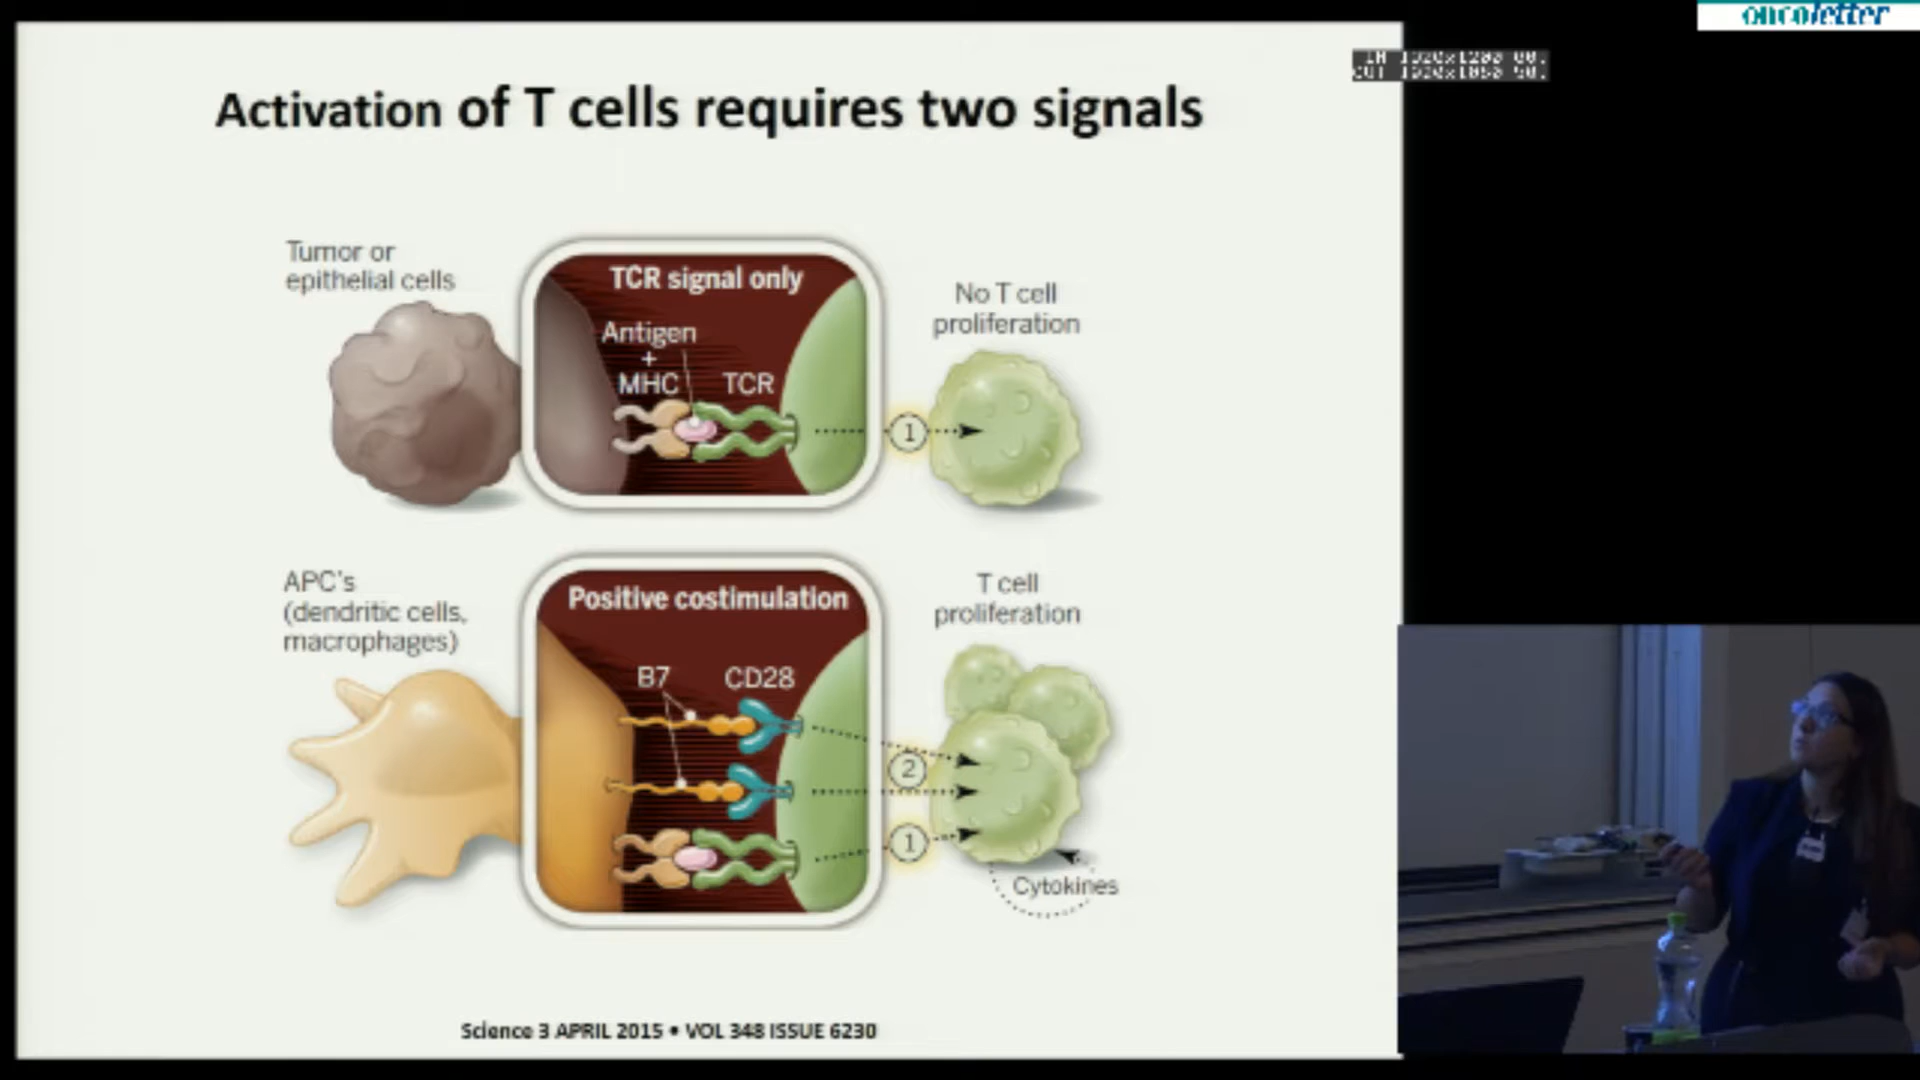 oncoletter
Activation of T cells requires two signals
Tumor or
epithelial cells
TCR signal only
Antigen
+
MHC
TCR
1
No T cell
proliferation
APC's
(dendritic cells,
macrophages)
Positive costimulation
B7
CD28
2
1
T cell
proliferation
Cytokines
Science 3 APRIL 2015 • VOL 348 ISSUE 6230